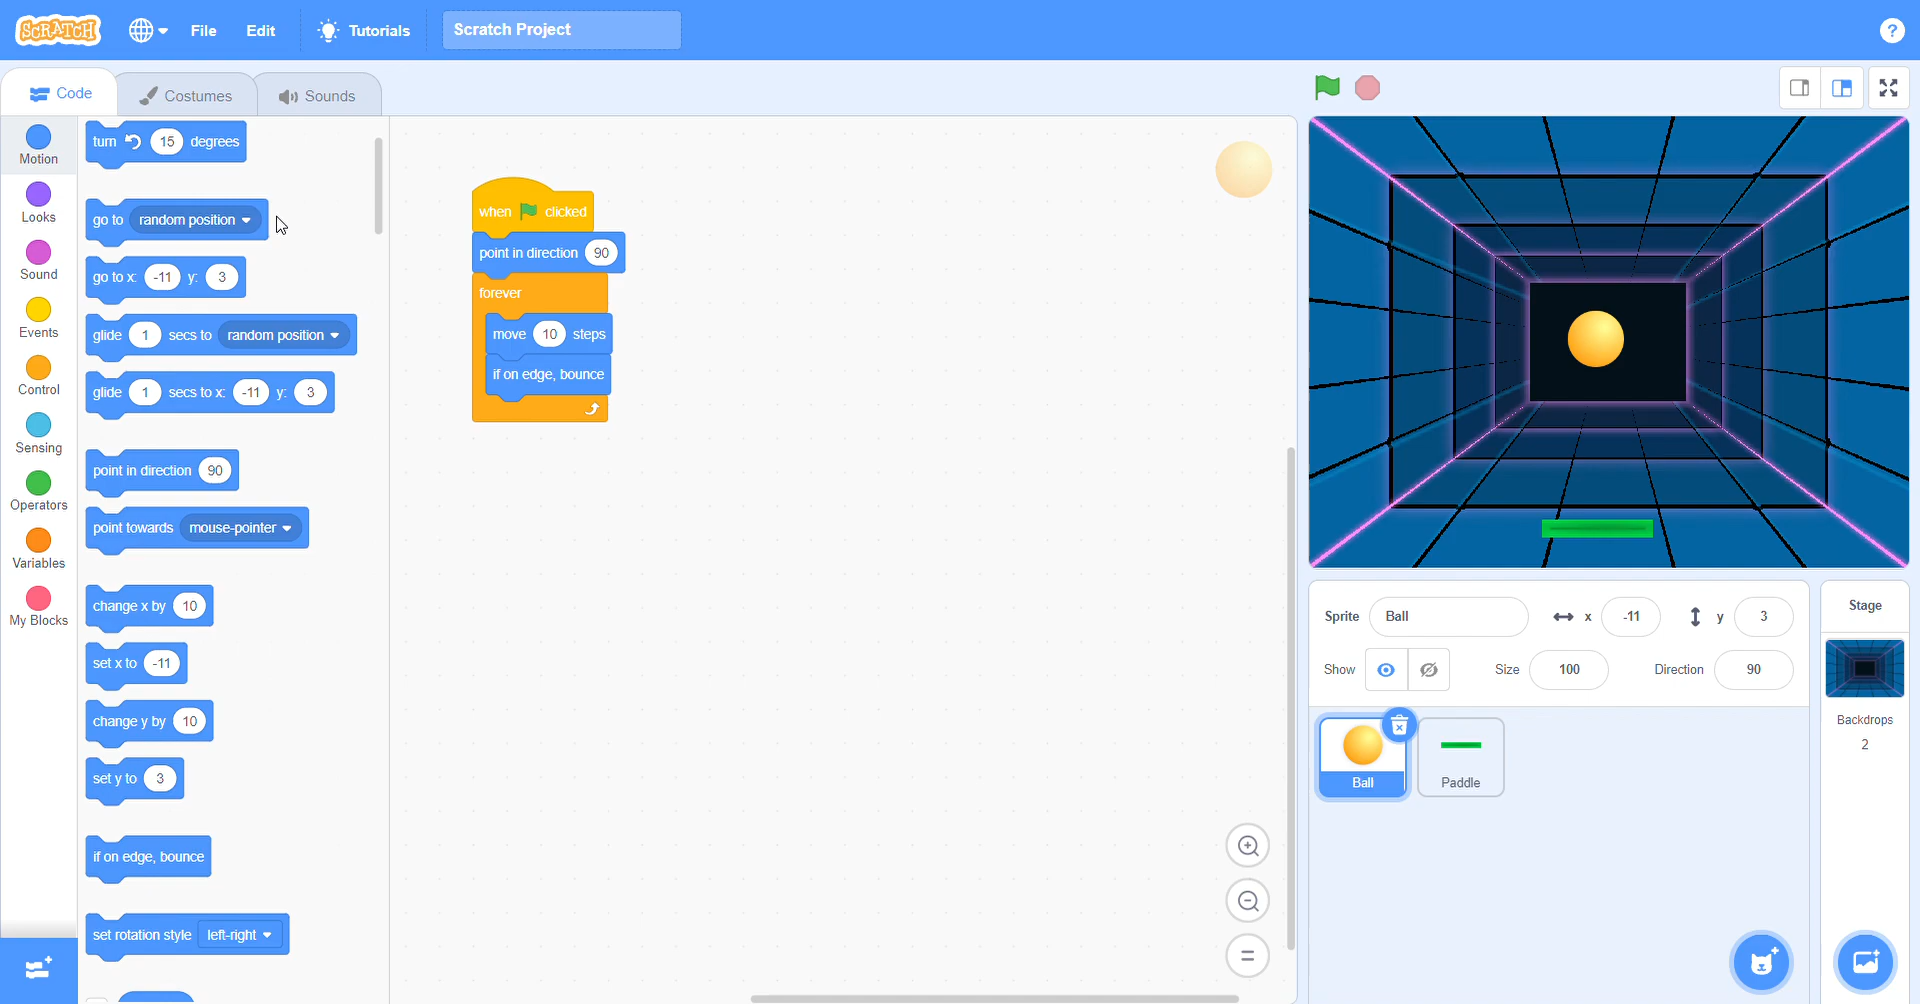 SCRATCH File Edit Tutorials Scratch Project ?
Code Costumes Sounds
Motion
Looks
Sound
Events
Control
Sensing
Operators
Variables
My Blocks
turn 15 degrees
go to random position
go to x: -11 y: 3
glide 1 secs to random position
glide 1 secs to x: -11 y: 3
point in direction 90
point towards mouse-pointer
change x by 10
set x to -11
change y by 10
set y to 3
if on edge, bounce
set rotation style left-right
when clicked
point in direction 90
forever
move 10 steps
if on edge, bounce
Sprite Ball x -11 y 3
Show Size 100 Direction 90
Ball
Paddle
Stage
Backdrops
2